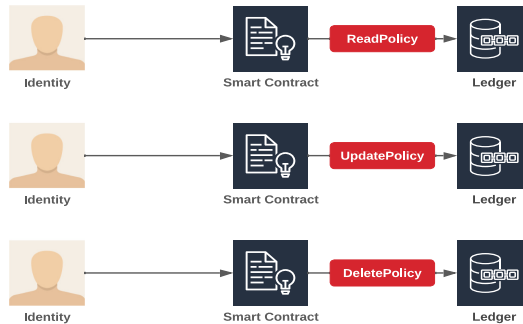 ReadPolicy
Identity Smart Contract Ledger
UpdatePolicy
Identity Smart Contract Ledger
DeletePolicy
Identity Smart Contract Ledger